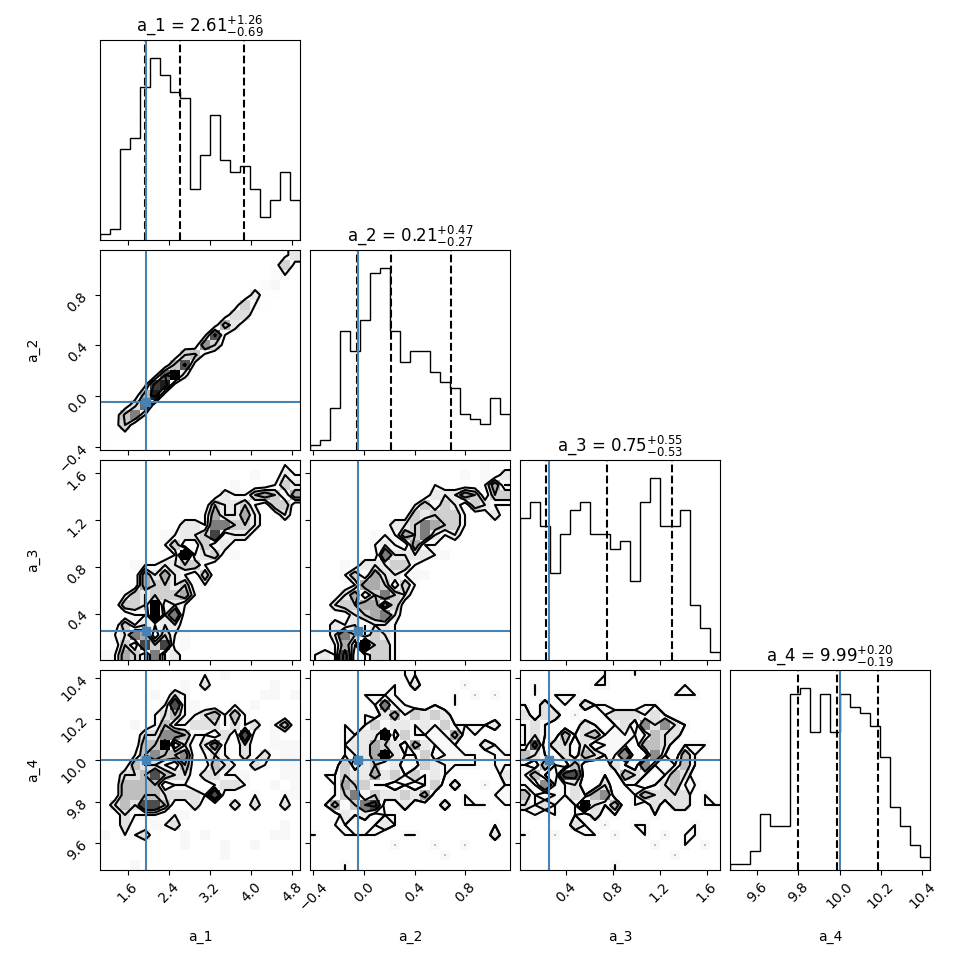 a_1 = 2.61+1.26−0.69
a_2 = 0.21+0.47−0.27
a_2
0.8
0.4
0.0
−0.4
a_3 = 0.75+0.55−0.53
a_3
1.6
1.2
0.8
0.4
a_4 = 9.99+0.20−0.19
a_4
10.4
10.2
10.0
9.8
9.6
1.6 2.4 3.2 4.0 4.8
−0.4 0.0 0.4 0.8
0.4 0.8 1.2 1.6
9.6 9.8 10.0 10.2 10.4
a_1 a_2 a_3 a_4